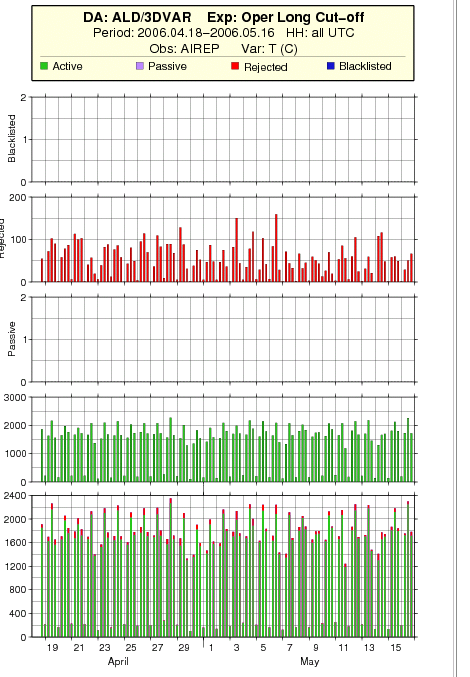 DA: ALD/3DVAR Exp: Oper Long Cut-off
Period: 2006.04.18-2006.05.16 HH: all UTC
Obs: AIREP Var: T (C)
Active Passive Rejected Blacklisted
Blacklisted
2
1
0
Rejected
200
100
0
Passive
2
1
0
3000
2000
1000
0
2400
2000
1600
1200
800
400
0
19 21 23 25 27 29 1 3 5 7 9 11 13 15
April May